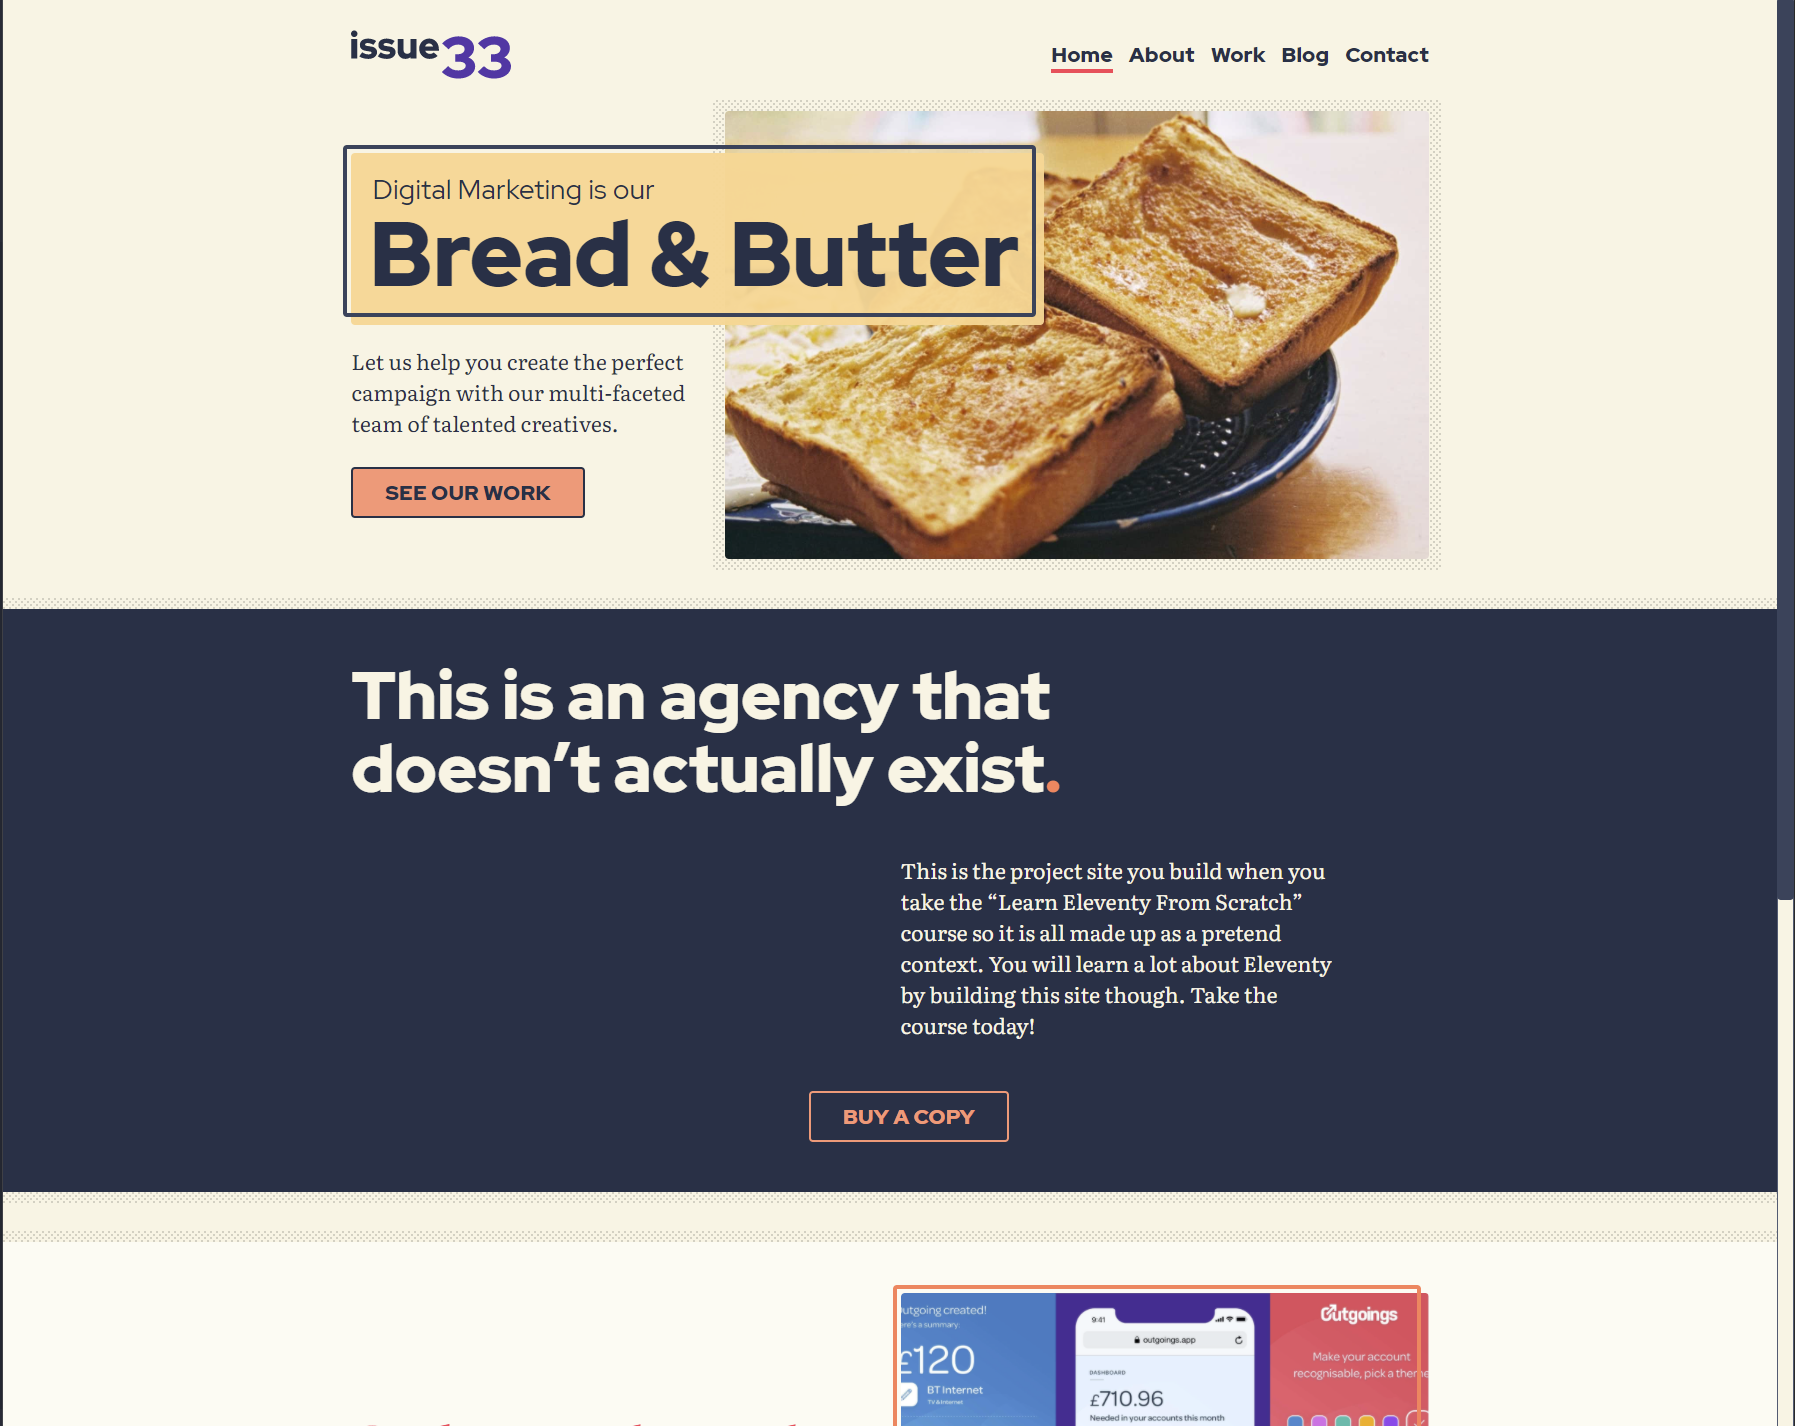 issue33
Home About Work Blog Contact
Digital Marketing is our
Bread & Butter
Let us help you create the perfect
campaign with our multi-faceted
team of talented creatives.
SEE OUR WORK
This is an agency that
doesn’t actually exist.
This is the project site you build when you
take the “Learn Eleventy From Scratch”
course so it is all made up as a pretend
context. You will learn a lot about Eleventy
by building this site though. Take the
course today!
BUY A COPY
utgoing created!
ere's a summary:
£120
BT Internet
TV & Internet
9:41
outgoings.app
DASHBOARD
£710.96
Needed in your accounts this month
Outgoings
Make your account
recognisable, pick a theme